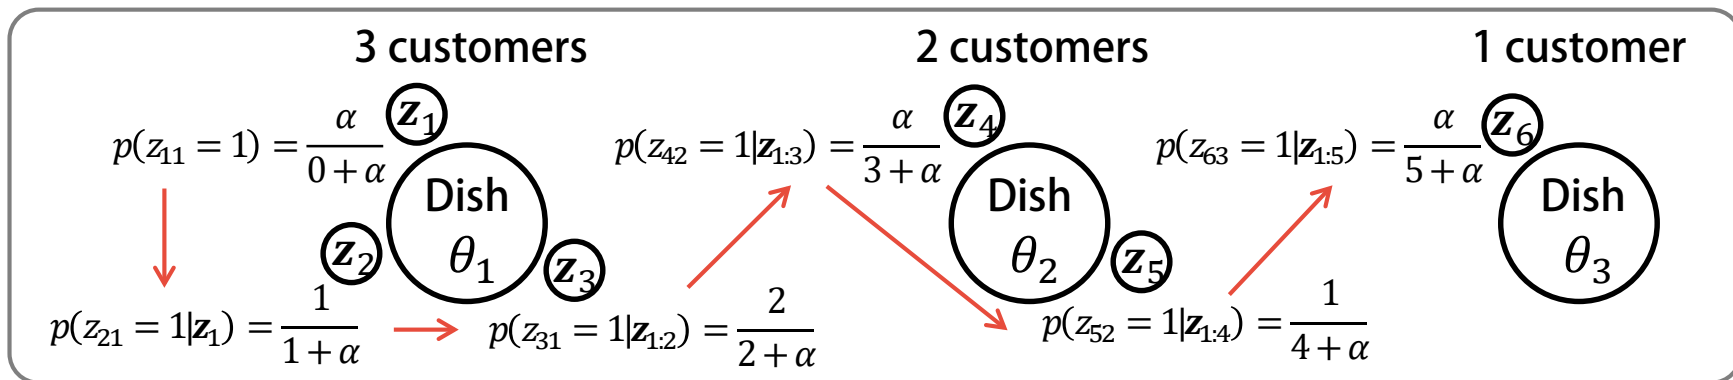 3 customers
2 customers
1 customer
p(z₁₁ = 1) = α / (0 + α)
z₁
Dish
θ₁
z₂
z₃
p(z₂₁ = 1|z₁) = 1 / (1 + α)
p(z₃₁ = 1|z₁:₂) = 2 / (2 + α)
p(z₄₂ = 1|z₁:₃) = α / (3 + α)
z₄
Dish
θ₂
z₅
p(z₅₂ = 1|z₁:₄) = 1 / (4 + α)
p(z₆₃ = 1|z₁:₅) = α / (5 + α)
z₆
Dish
θ₃